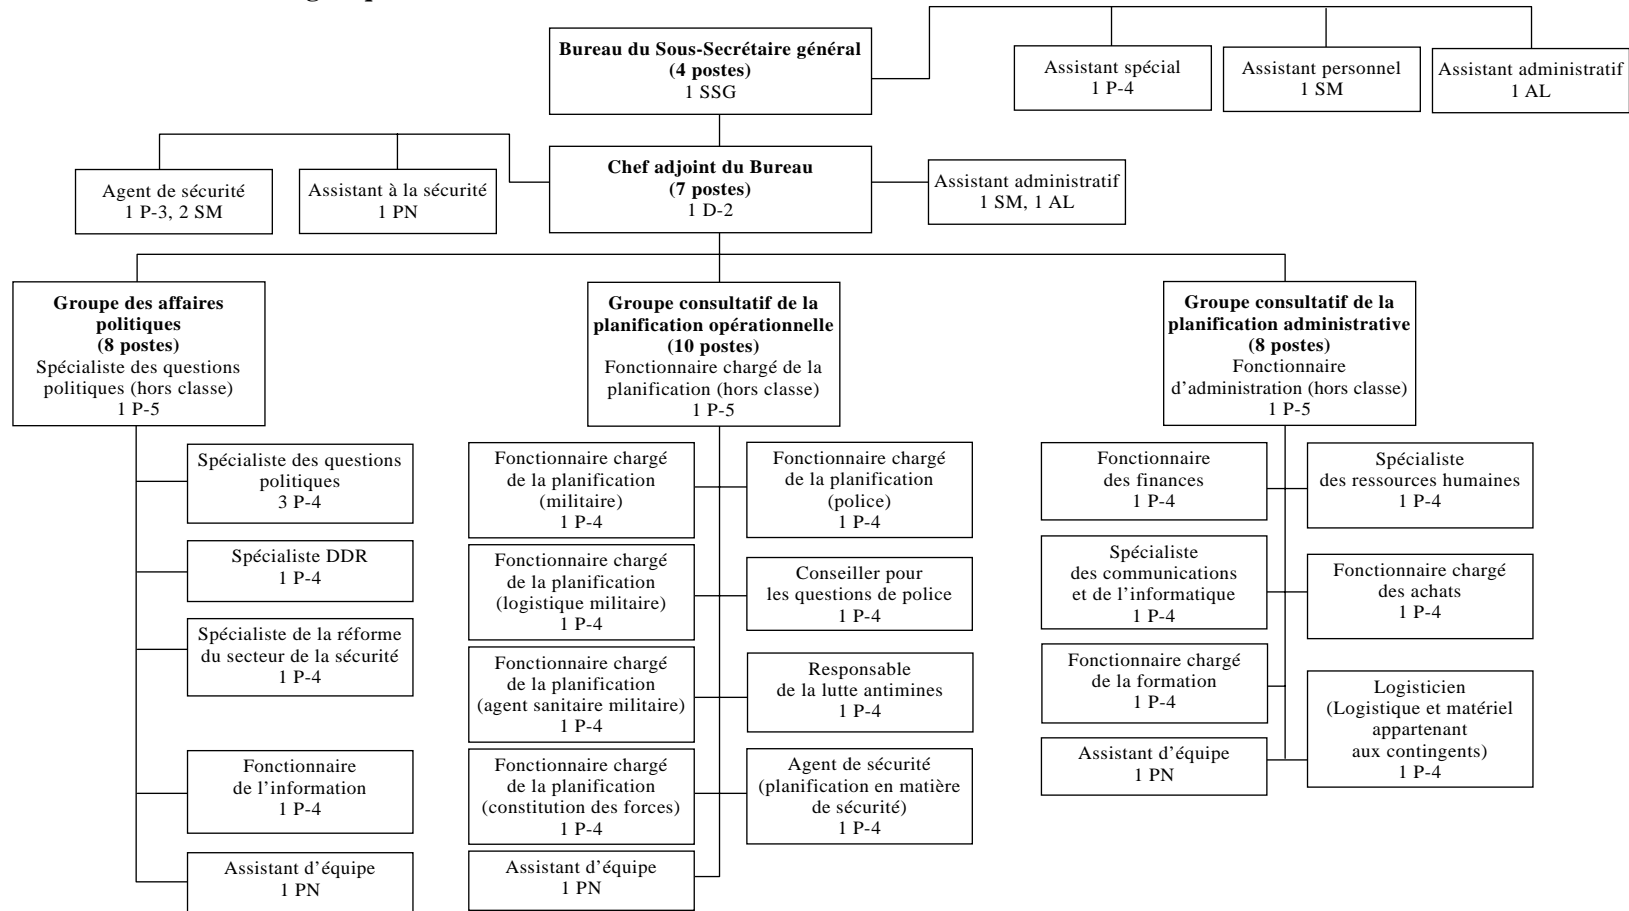 Bureau du Sous-Secrétaire général
(4 postes)
1 SSG
Assistant spécial
1 P-4
Assistant personnel
1 SM
Assistant administratif
1 AL
Agent de sécurité
1 P-3, 2 SM
Assistant à la sécurité
1 PN
Chef adjoint du Bureau
(7 postes)
1 D-2
Assistant administratif
1 SM, 1 AL
Groupe des affaires
politiques
(8 postes)
Spécialiste des questions
politiques (hors classe)
1 P-5
Groupe consultatif de la
planification opérationnelle
(10 postes)
Fonctionnaire chargé de la
planification (hors classe)
1 P-5
Groupe consultatif de la
planification administrative
(8 postes)
Fonctionnaire
d’administration (hors classe)
1 P-5
Spécialiste des questions
politiques
3 P-4
Spécialiste DDR
1 P-4
Spécialiste de la réforme
du secteur de la sécurité
1 P-4
Fonctionnaire
de l’information
1 P-4
Assistant d’équipe
1 PN
Fonctionnaire chargé
de la planification
(militaire)
1 P-4
Fonctionnaire chargé
de la planification
(police)
1 P-4
Fonctionnaire chargé
de la planification
(logistique militaire)
1 P-4
Conseiller pour
les questions de police
1 P-4
Fonctionnaire chargé
de la planification
(agent sanitaire militaire)
1 P-4
Responsable
de la lutte antimines
1 P-4
Fonctionnaire chargé
de la planification
(constitution des forces)
1 P-4
Agent de sécurité
(planification en matière
de sécurité)
1 P-4
Assistant d’équipe
1 PN
Fonctionnaire
des finances
1 P-4
Spécialiste
des ressources humaines
1 P-4
Spécialiste
des communications
et de l’informatique
1 P-4
Fonctionnaire chargé
des achats
1 P-4
Fonctionnaire chargé
de la formation
1 P-4
Logisticien
(Logistique et matériel
appartenant
aux contingents)
1 P-4
Assistant d’équipe
1 PN